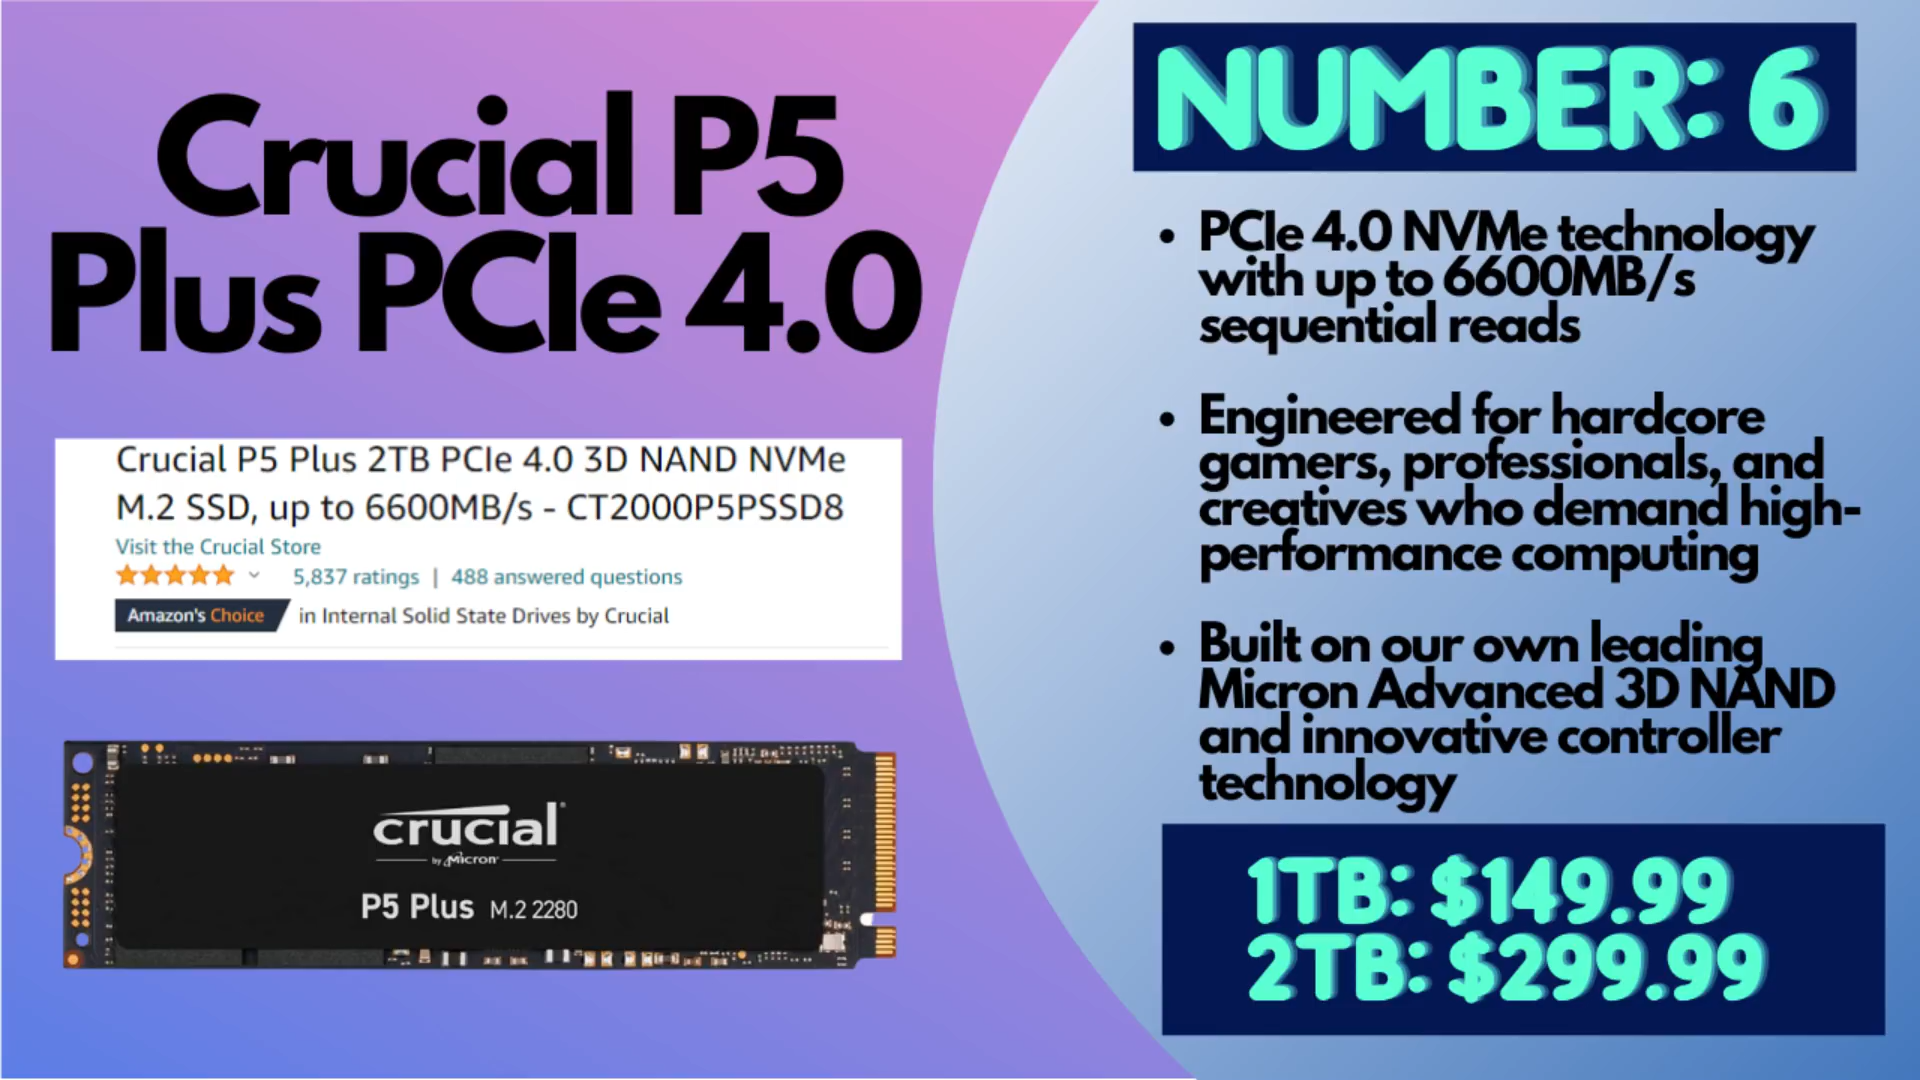 Crucial P5
Plus PCIe 4.0
Crucial P5 Plus 2TB PCIe 4.0 3D NAND NVMe
M.2 SSD, up to 6600MB/s - CT2000P5PSSD8
Visit the Crucial Store
5,837 ratings | 488 answered questions
Amazon's Choice in Internal Solid State Drives by Crucial
crucial
by Micron
P5 Plus M.2 2280
NUMBER: 6
• PCIe 4.0 NVMe technology
with up to 6600MB/s
sequential reads
• Engineered for hardcore
gamers, professionals, and
creatives who demand high-
performance computing
• Built on our own leading
Micron Advanced 3D NAND
and innovative controller
technology
1TB: $149.99
2TB: $299.99